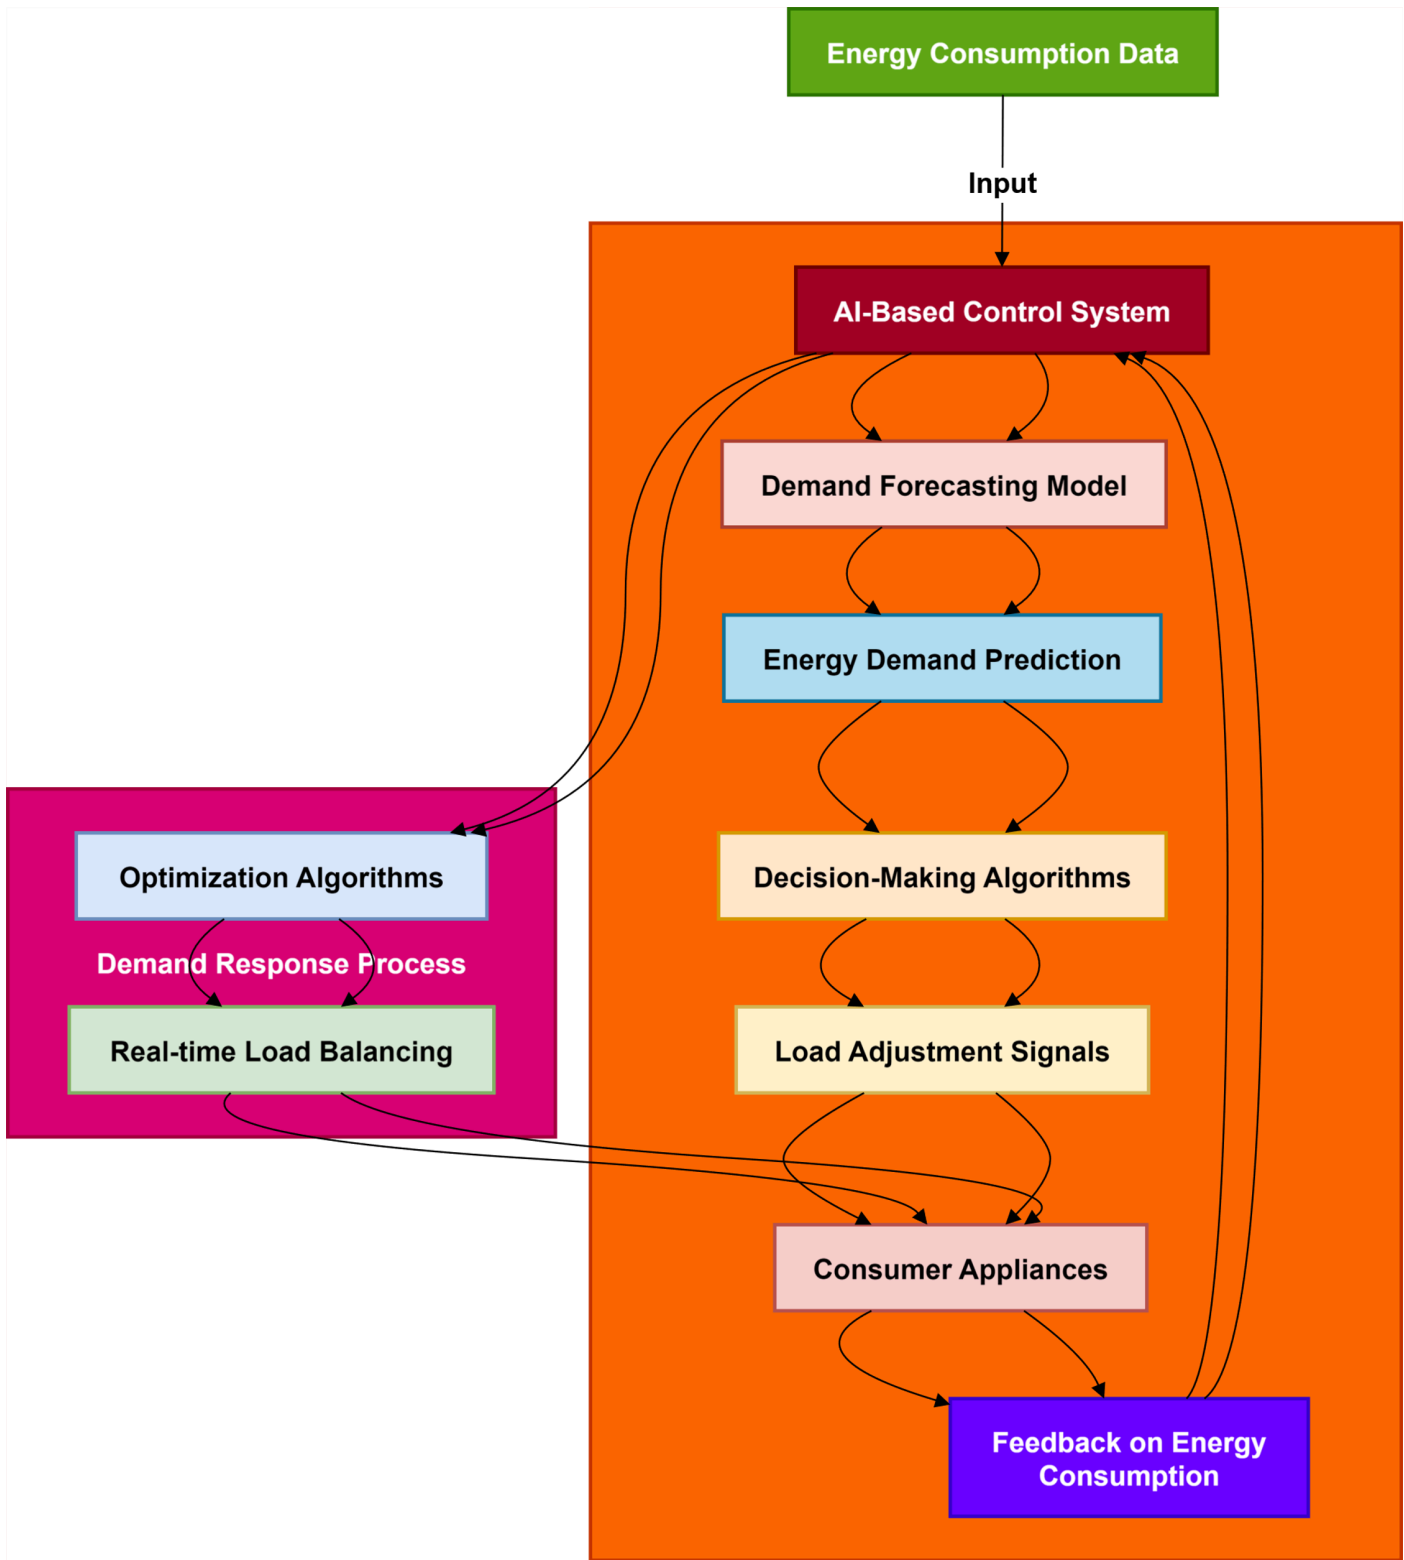 Energy Consumption Data
Input
AI-Based Control System
Demand Forecasting Model
Energy Demand Prediction
Optimization Algorithms
Decision-Making Algorithms
Demand Response Process
Real-time Load Balancing
Load Adjustment Signals
Consumer Appliances
Feedback on Energy
Consumption